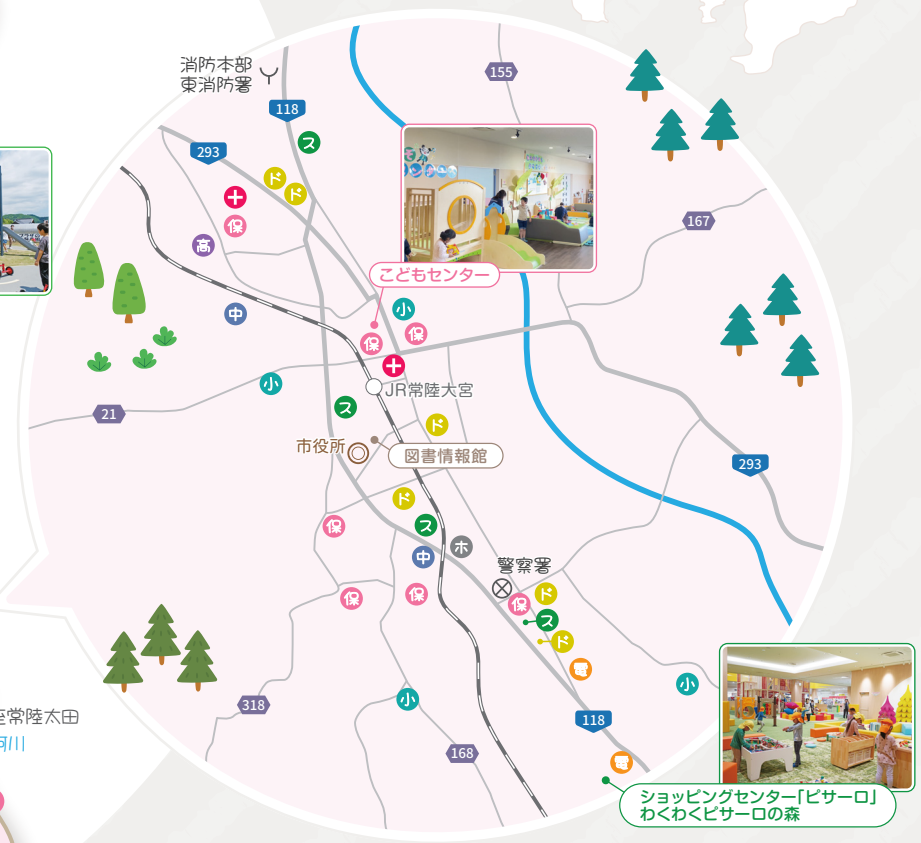 消防本部
東消防署
118
155
293
ス
ド
ド
保
167
高
こどもセンター
中
小
保
保
JR常陸大宮
小
ス
21
ド
市役所
図書情報館
293
ド
ス
保
中
ホ
警察署
保
保
保
ド
ス
ド
電
小
小
318
118
168
電
常陸太田
川
ショッピングセンター「ピサーロ」
わくわくピサーロの森